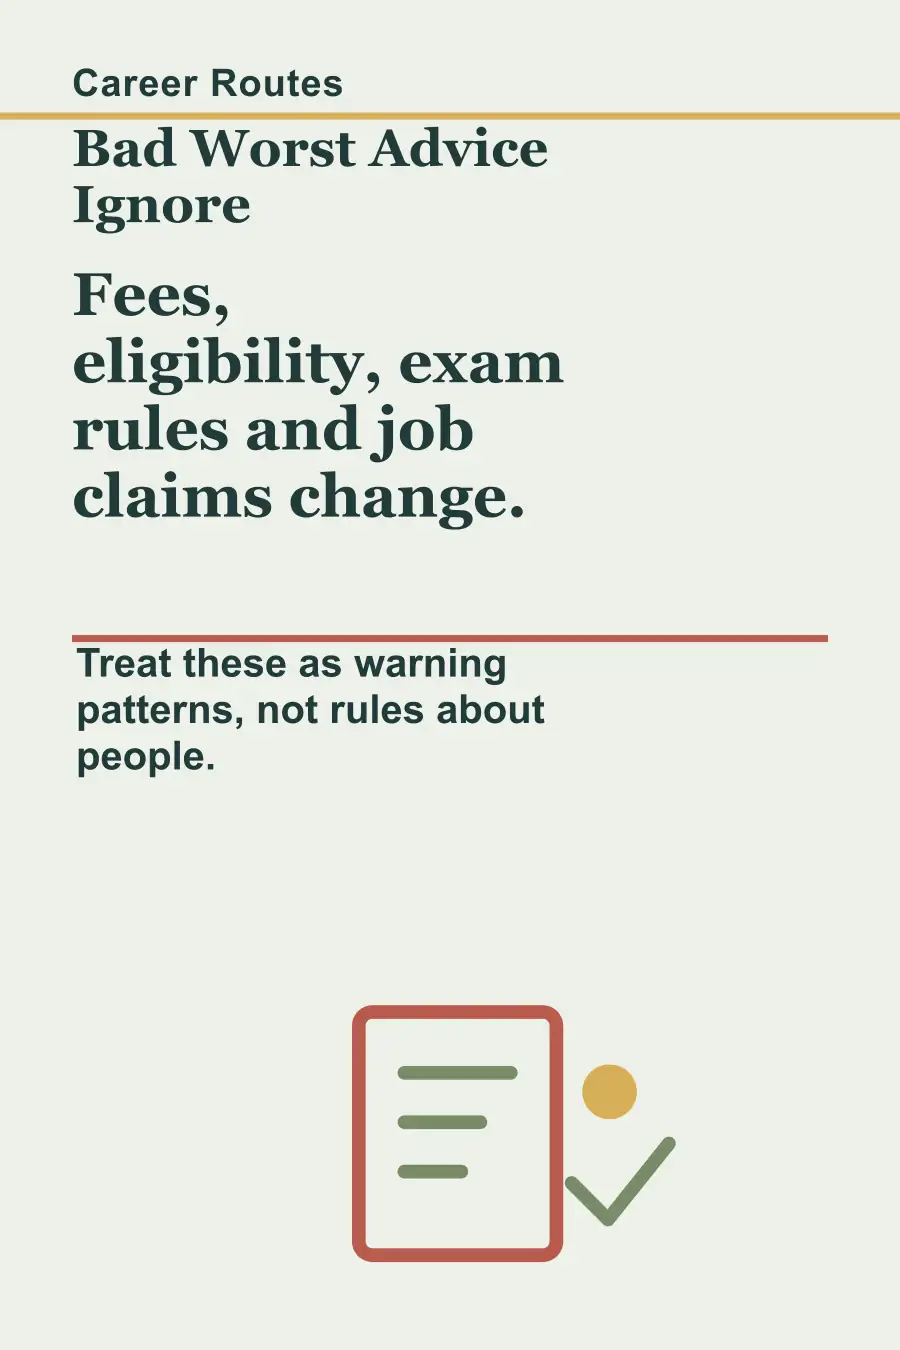 Career Routes
Bad Worst Advice
Ignore
Fees,
eligibility, exam
rules and job
claims change.
Treat these as warning
patterns, not rules about
people.